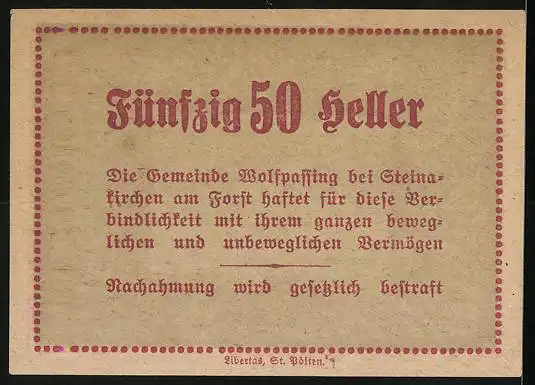 Fünfzig 50 Heller
Die Gemeinde Wolfpassing bei Steina-
kirchen am Forst haftet für diese Ver-
bindlichkeit mit ihrem ganzen beweg-
lichen und unbeweglichen Vermögen
Nachahmung wird gesetzlich bestraft
Libertas, St. Pölten.